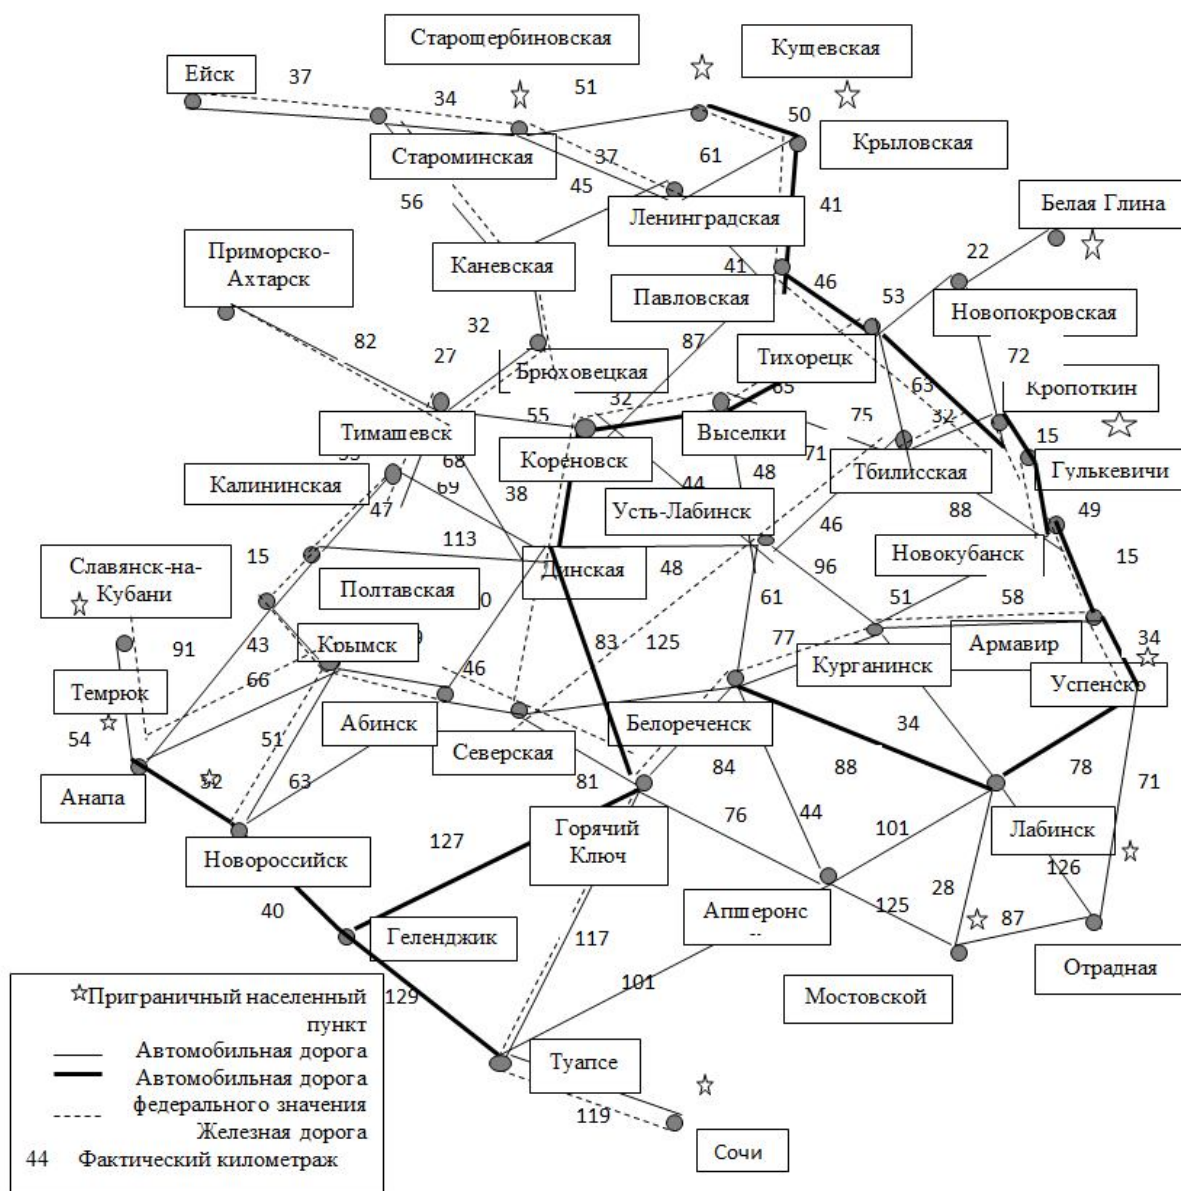 Старощербиновская
Кущевская
Ейск
37
34
51
50
Староминская
37
61
Крыловская
45
56
Ленинградская
41
Белая Глина
Приморско-
Ахтарск
Каневская
22
41
46
Павловская
53
Новопокровская
82
32
87
Тихорецк
72
27
Брюховецкая
65
63
Кропоткин
55
32
75
32
Тимашевск
Выселки
15
Кореновск
71
Тбилисская
Гулькевичи
68
Калининская
69
38
44
48
47
Усть-Лабинск
46
88
49
113
Новокубанск
Славянск-на-
Кубани
15
Динская
48
96
15
Полтавская
61
51
58
91
43
Крымск
83
125
77
Армавир
34
66
46
Курганинск
Темрюк
Успенско
Абинск
Белореченск
54
51
Северская
34
52
63
81
84
88
78
71
Анапа
76
44
Горячий
Ключ
101
Лабинск
127
Новороссийск
126
28
40
Апшеронс
125
87
Геленджик
117
Отрадная
101
129
Мостовской
Приграничный населенный
пункт
Автомобильная дорога
Автомобильная дорога
федерального значения
Железная дорога
44 Фактический километраж
Туапсе
119
Сочи